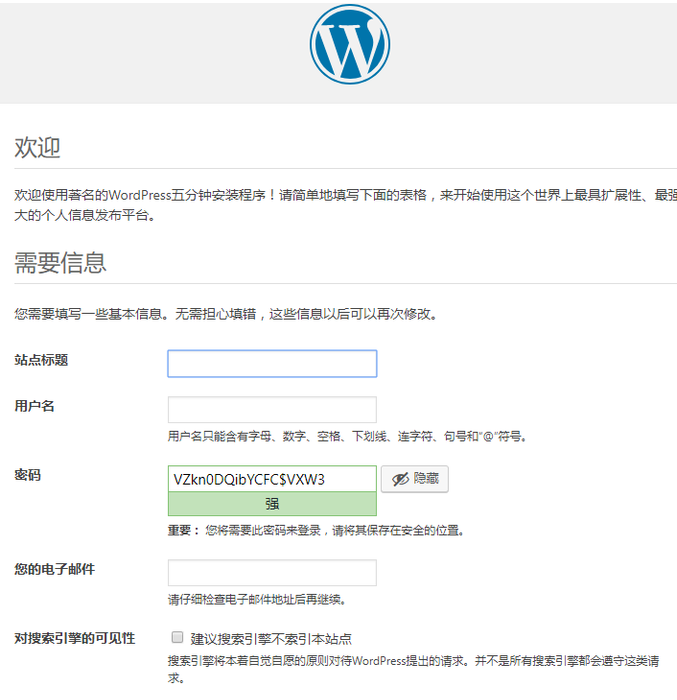 欢迎
欢迎使用著名的WordPress五分钟安装程序！请简单地填写下面的表格，来开始使用这个世界上最具扩展性、最强
大的个人信息发布平台。
需要信息
您需要填写一些基本信息。无需担心填错，这些信息以后可以再次修改。
站点标题
用户名
用户名只能含有字母、数字、空格、下划线、连字符、句号和"@"符号。
密码
VZkn0DQibYCFC$VXW3
隐藏
强
重要： 您将需要此密码来登录，请将其保存在安全的位置。
您的电子邮件
请仔细检查电子邮件地址后再继续。
对搜索引擎的可见性
建议搜索引擎不索引本站点
搜索引擎将本着自觉自愿的原则对待WordPress提出的请求。并不是所有搜索引擎都会遵守这类请
求。